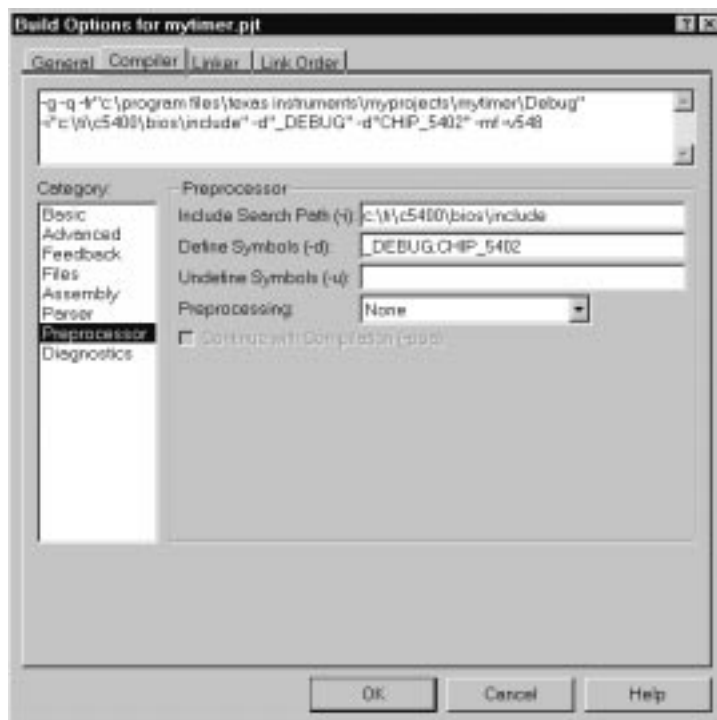 Build Options for mytimer.pjt
General Compiler Linker Link Order
-g -q -fr"c:\program files\texas instruments\myprojects\mytimer\Debug"
-i"c:\ti\c5400\bios\include" -d"_DEBUG" -d"CHIP_5402" -mf -v548
Category: Preprocessor
Basic
Advanced
Feedback
Files
Assembly
Parser
Preprocessor
Diagnostics
Include Search Path (-i): c:\ti\c5400\bios\include
Define Symbols (-d): _DEBUG;CHIP_5402
Undefine Symbols (-u):
Preprocessing: None
Continue with Compilation (-ppa)
OK Cancel Help